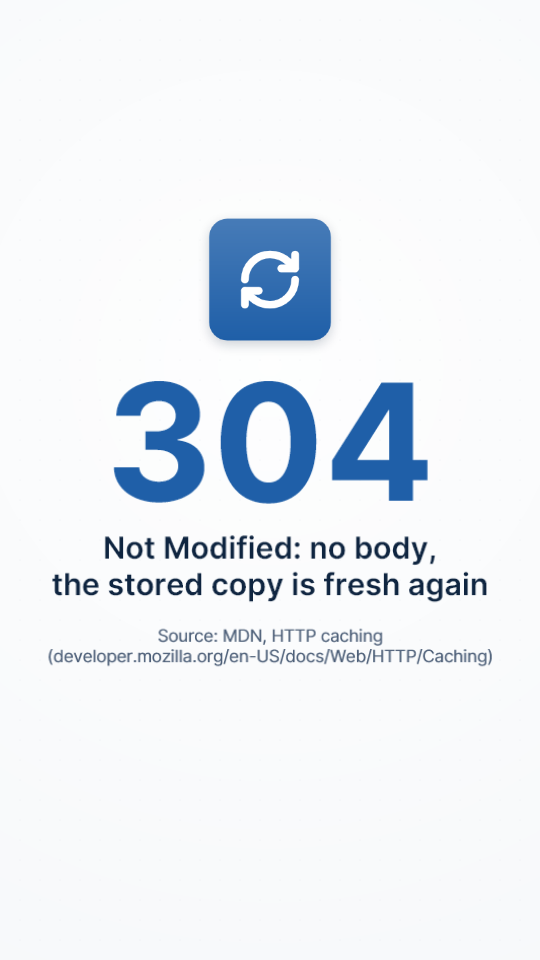 304
Not Modified: no body,
the stored copy is fresh again
Source: MDN, HTTP caching
(developer.mozilla.org/en-US/docs/Web/HTTP/Caching)